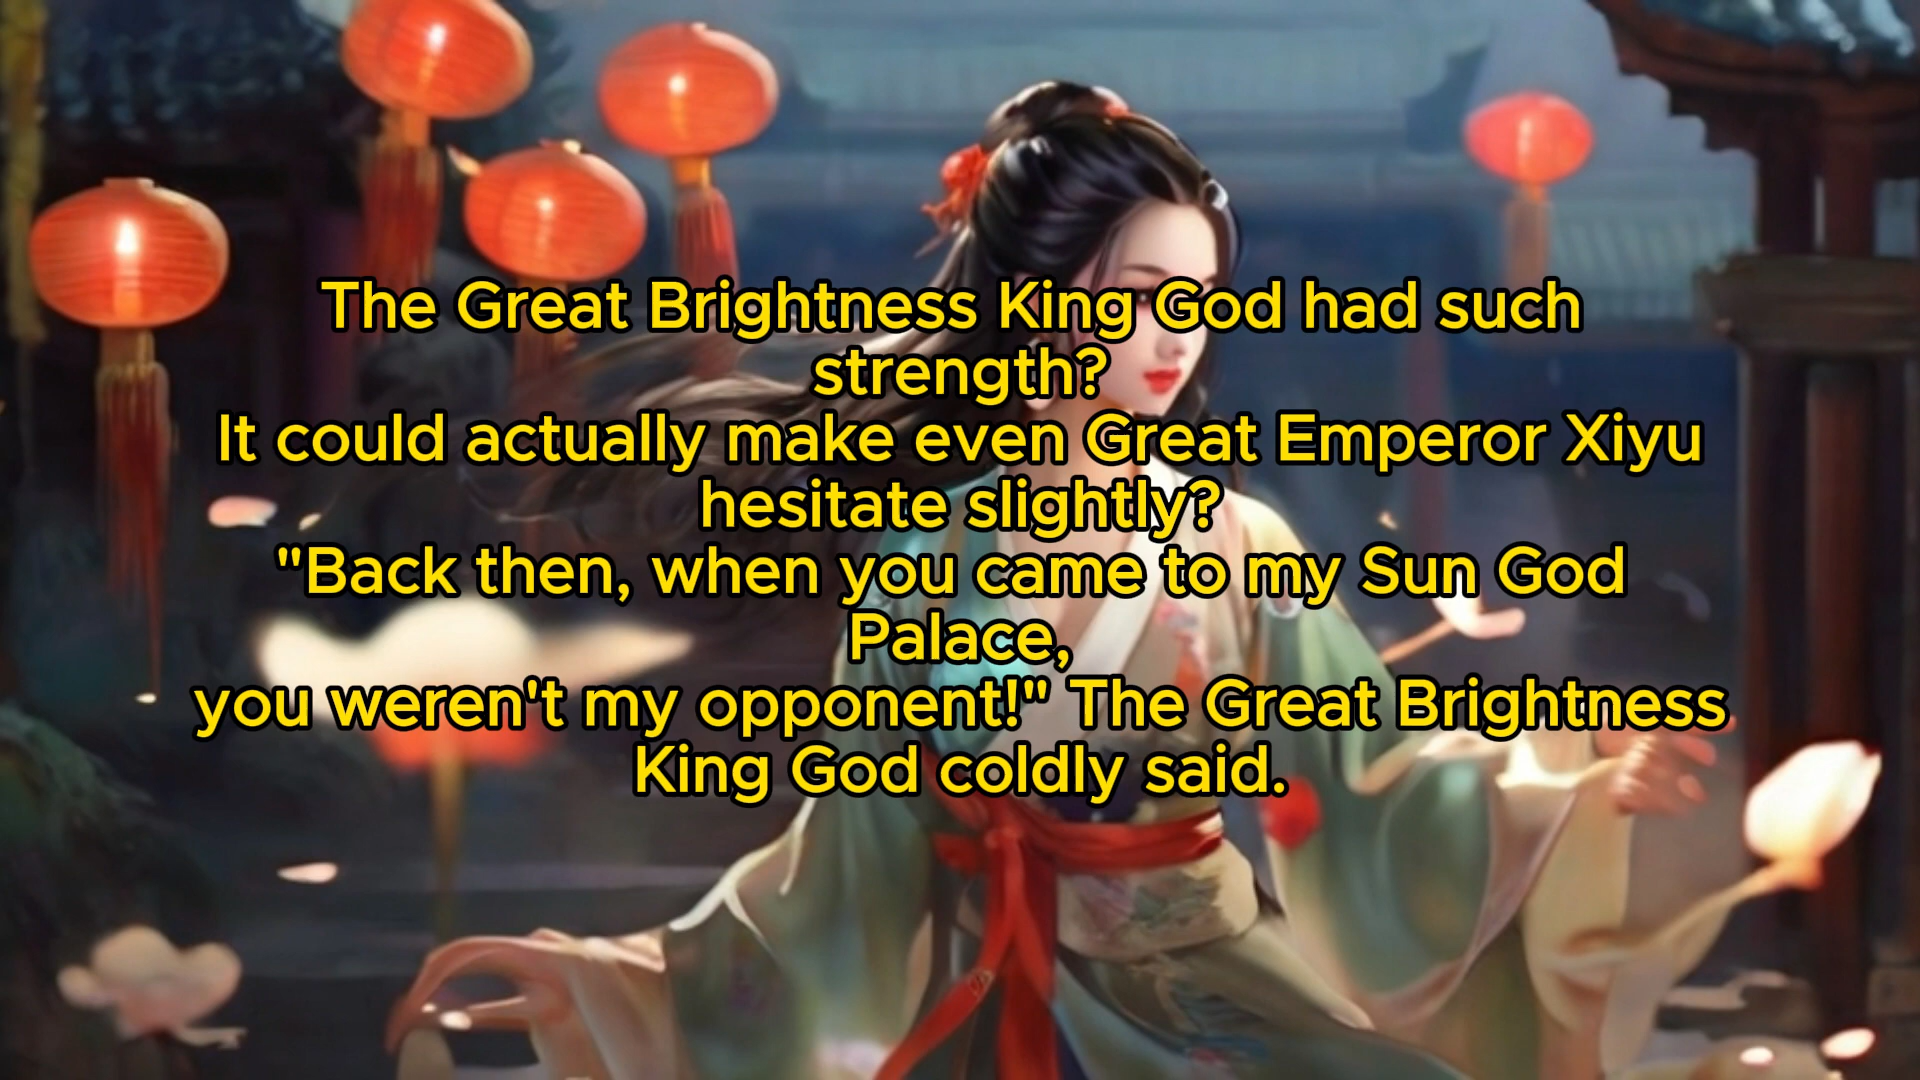 The Great Brightness King God had such
strength?
It could actually make even Great Emperor Xiyu
hesitate slightly?
"Back then, when you came to my Sun God
Palace,
you weren't my opponent!" The Great Brightness
King God coldly said.